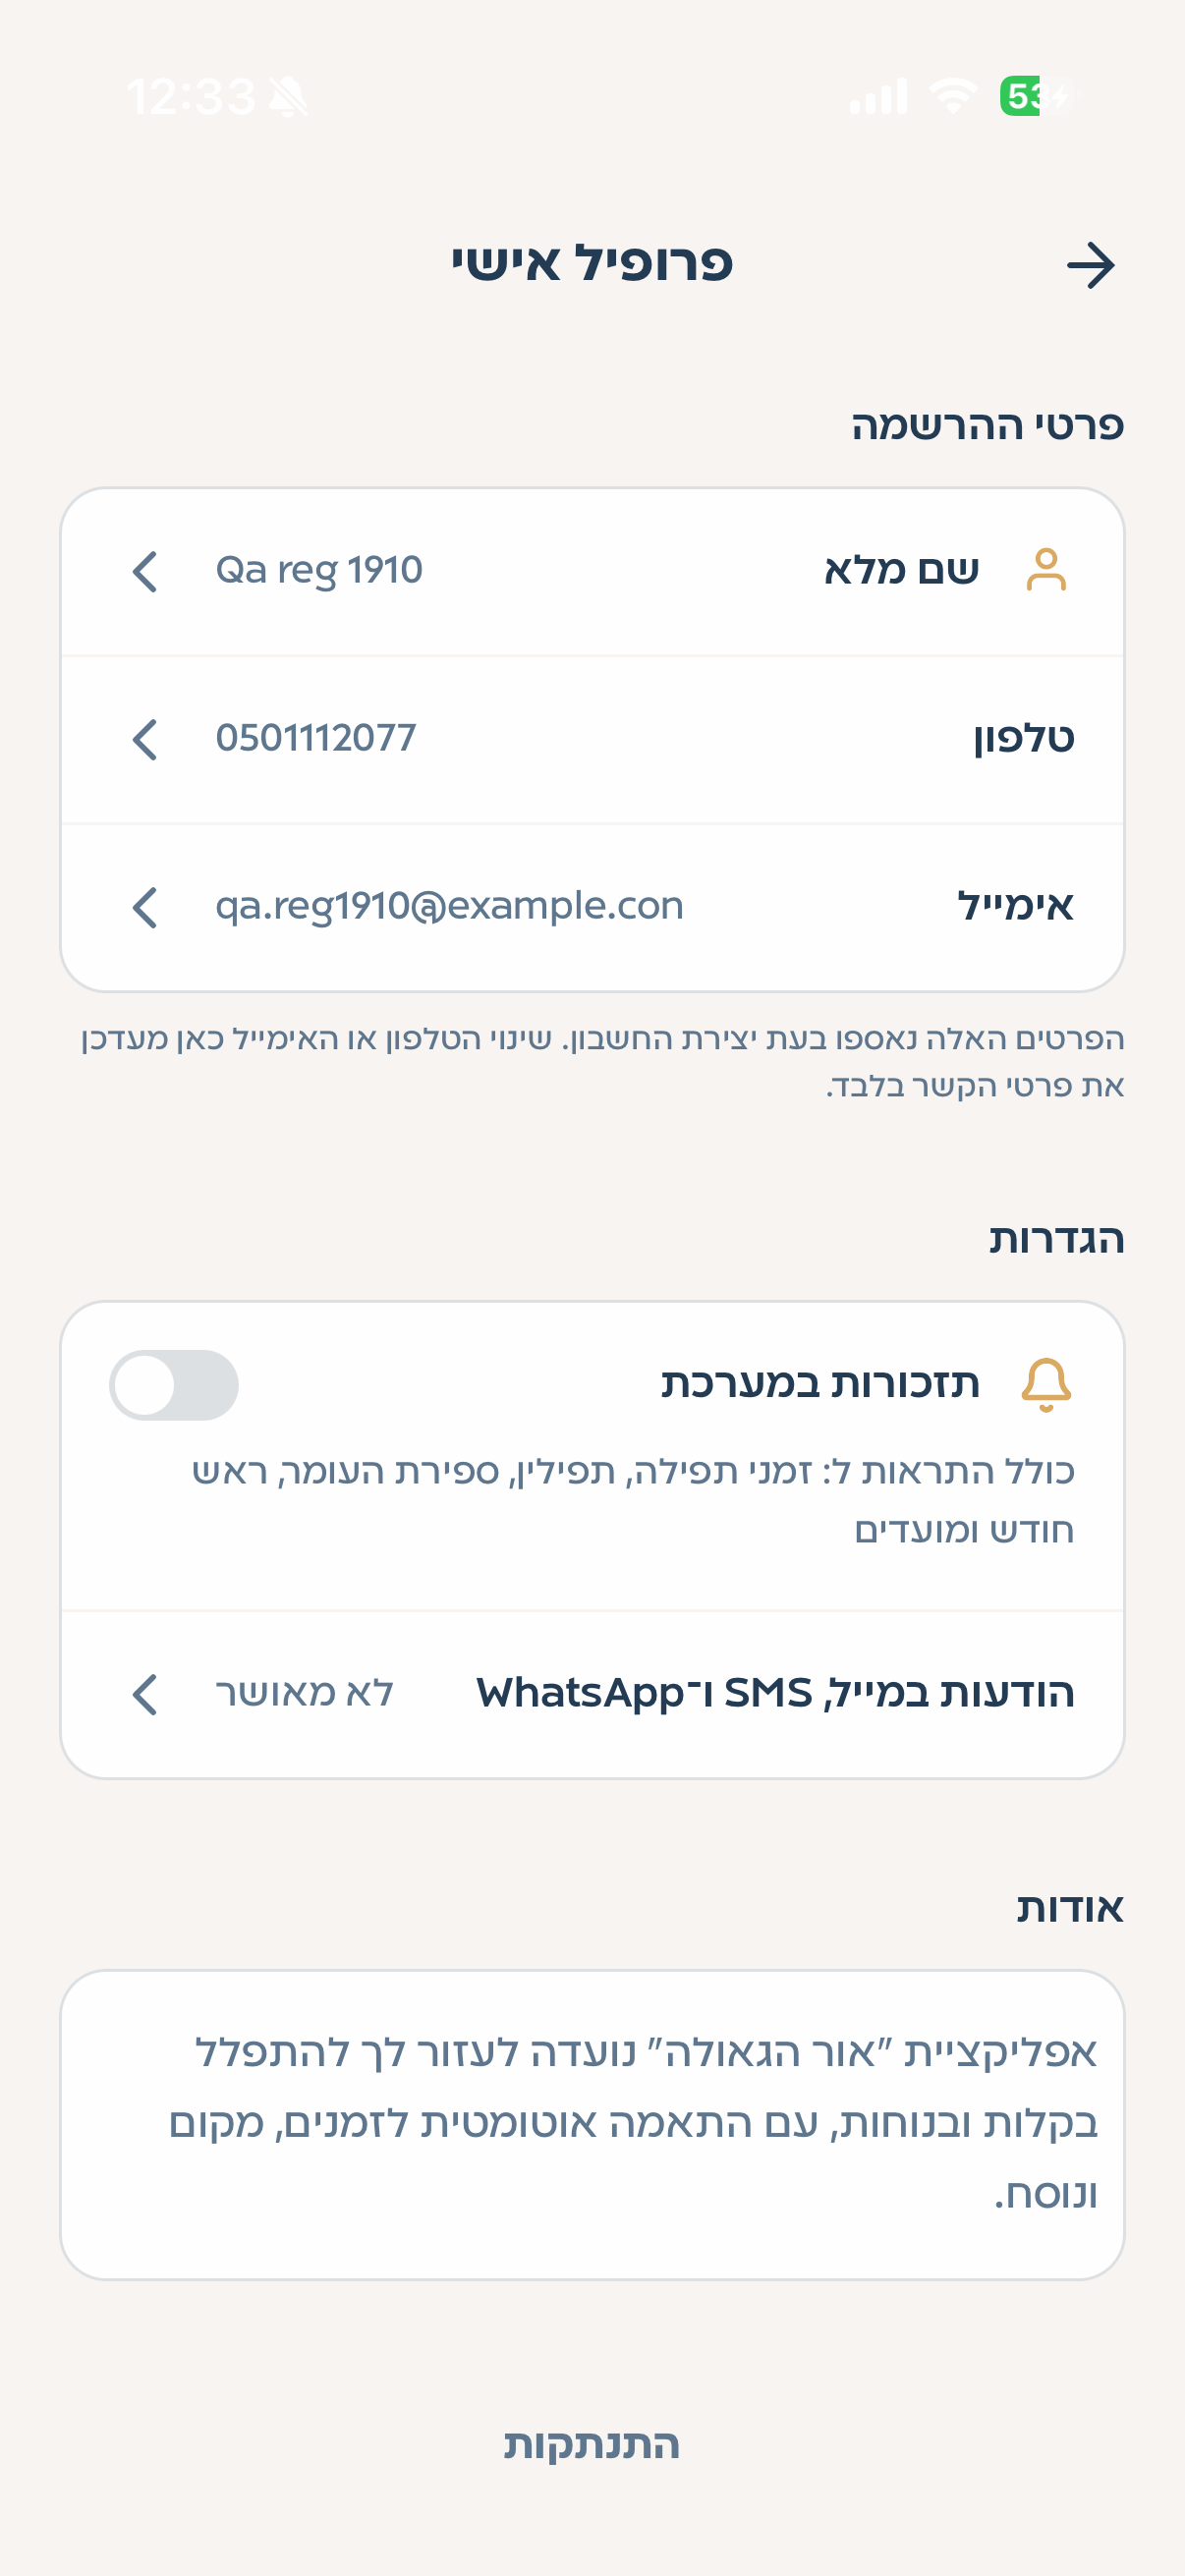 12:33
53
פרופיל אישי
פרטי ההרשמה
שם מלא Qa reg 1910
טלפון 0501112077
אימייל qa.reg1910@example.con
הפרטים האלה נאספו בעת יצירת החשבון. שינוי הטלפון או האימייל כאן מעדכן
את פרטי הקשר בלבד.
הגדרות
תזכורות במערכת
כולל התראות ל: זמני תפילה, תפילין, ספירת העומר, ראש
חודש ומועדים
הודעות במייל, SMS ו־WhatsApp לא מאושר
אודות
אפליקציית "אור הגאולה" נועדה לעזור לך להתפלל
בקלות ובנוחות, עם התאמה אוטומטית לזמנים, מקום
ונוסח.
התנתקות